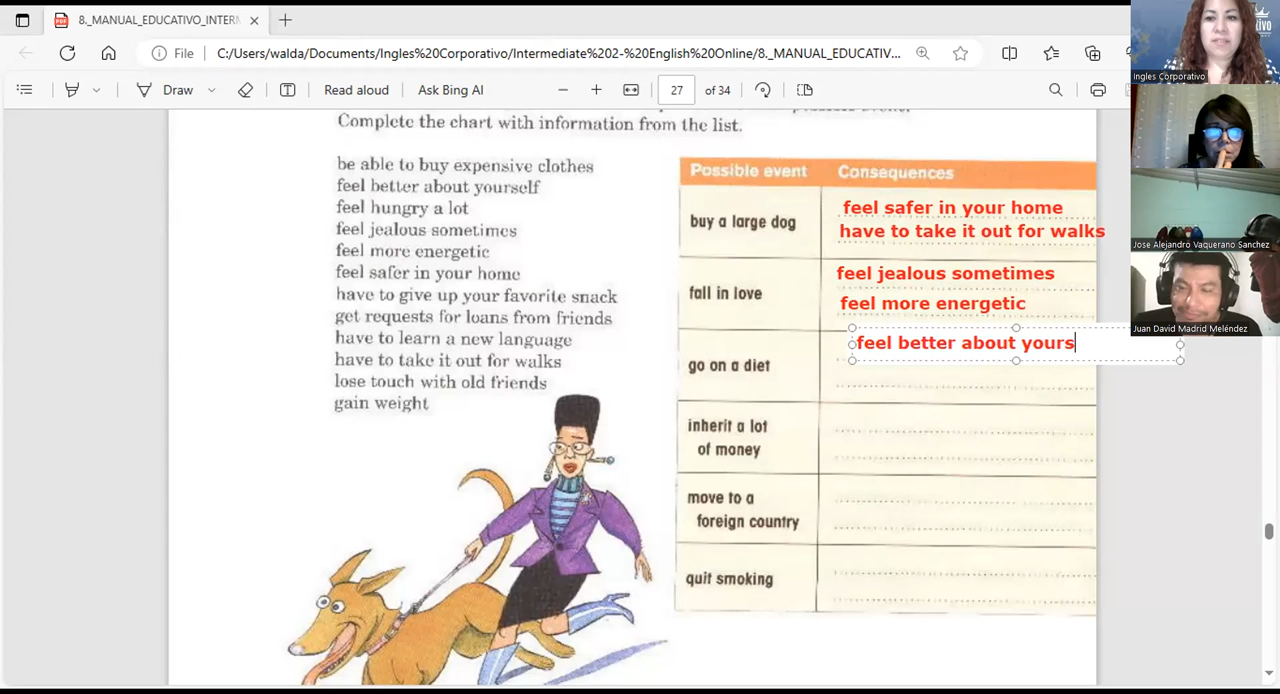 8._MANUAL_EDUCATIVO_INTERM
File C:/Users/walda/Documents/Ingles%20Corporativo/Intermediate%202-%20English%20Online/8._MANUAL_EDUCATIV...
Draw Read aloud Ask Bing AI 27 of 34
Complete the chart with information from the list.
be able to buy expensive clothes
feel better about yourself
feel hungry a lot
feel jealous sometimes
feel more energetic
feel safer in your home
have to give up your favorite snack
get requests for loans from friends
have to learn a new language
have to take it out for walks
lose touch with old friends
gain weight
Possible event Consequences
buy a large dog
feel safer in your home
have to take it out for walks
fall in love
feel jealous sometimes
feel more energetic
go on a diet
feel better about yours
inherit a lot
of money
move to a
foreign country
quit smoking
Ingles Corporativo
Jose Alejandro Vaquerano Sanchez
Juan David Madrid Meléndez